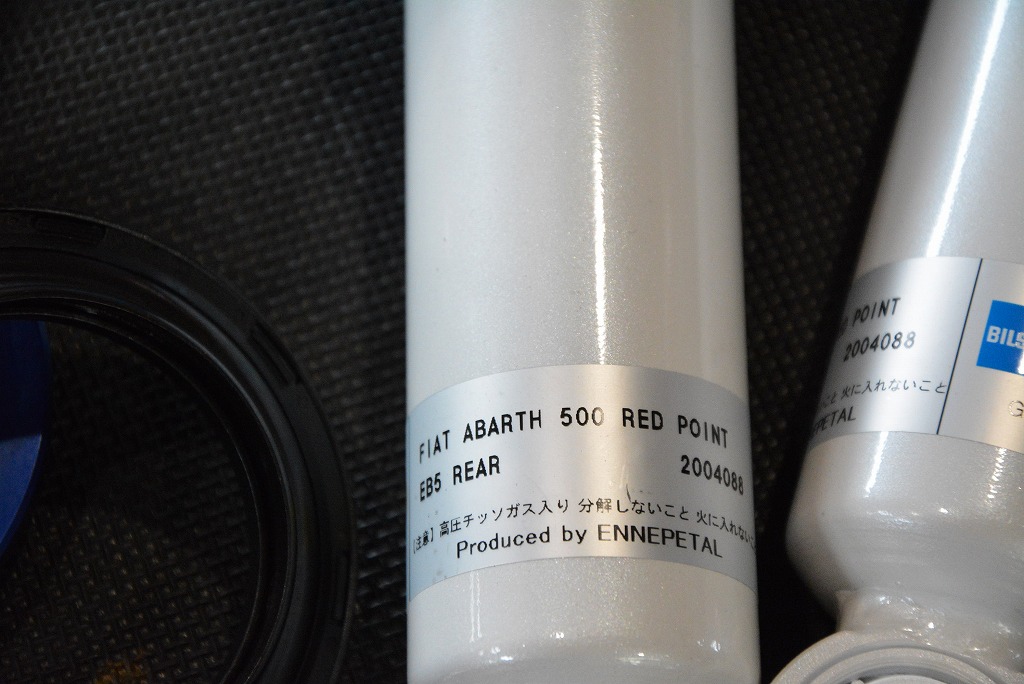 FIAT ABARTH 500 RED POINT
EB5 REAR 2004088
【注意】高圧チッソガス入り 分解しないこと 火に入れない
Produced by ENNEPETAL
POINT
2004088
こと 火に入れないこと
BILS
G